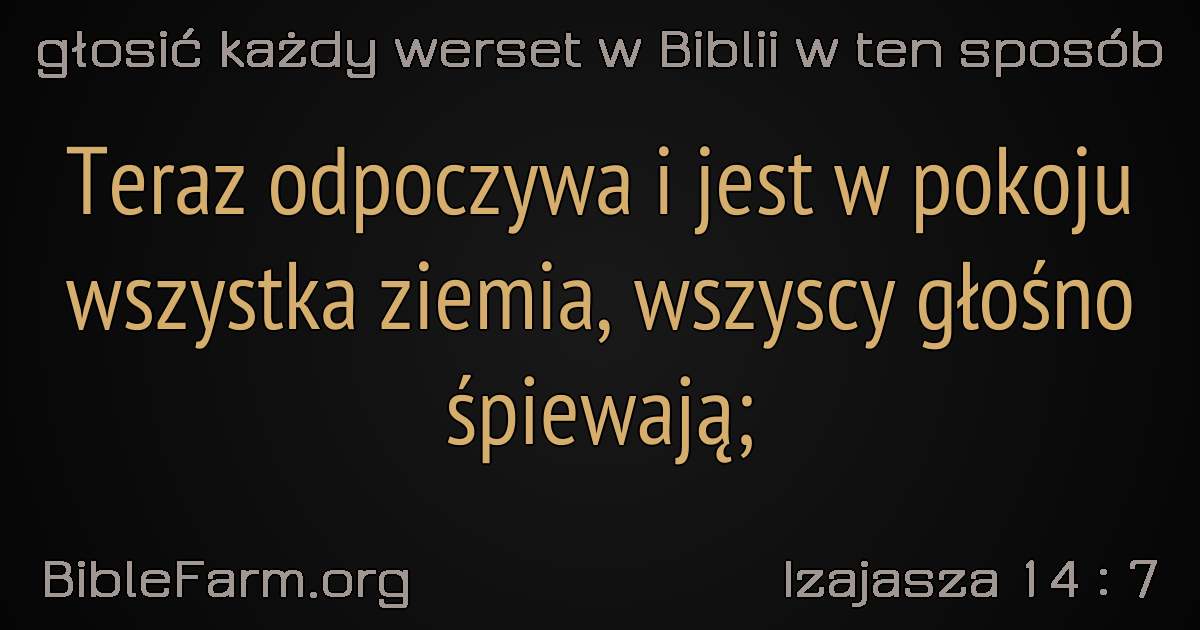 głosić każdy werset w Biblii w ten sposób
Teraz odpoczywa i jest w pokoju
wszystka ziemia, wszyscy głośno
śpiewają;
BibleFarm.org
Izajasza 14 : 7